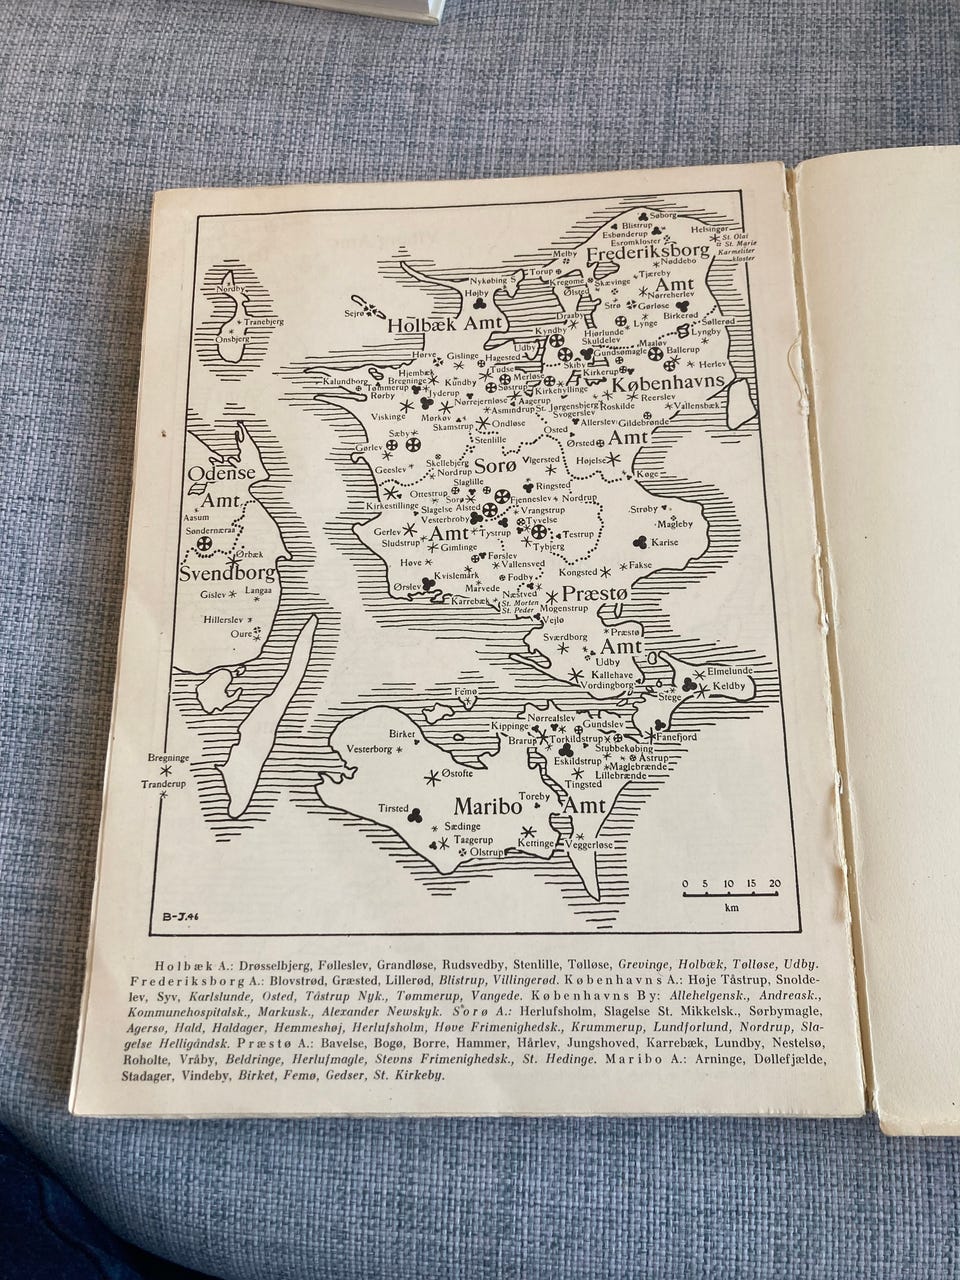 Søborg
Blistrup
Esbønderup
Helsingør
St. Olai
St. Marie
Karmeliter
kloster
Esromkloster
Melby
Frederiksborg
Nøddebo
Nordby
Torup
Tjæreby
Nykøbing S
Kregome
Skævinge
Amt
Højby
Ølsted
Nørreherlev
Sejrø
Strø
Gørløse
Tranebjerg
Draaby
Birkerød
Holbæk Amt
Lynge
Søllerød
Onsbjerg
Kyndby
Hjørlunde
Lyngby
Skuldelev
Maaløv
Udby
Ballerup
Hørve
Gislinge
Gundsømagle
Hagested
Skiby
Herlev
Hjembæk
Tudse
Kirkerup
Kalundborg
Bregninge
Kundby
Merløse
Københavns
Tømmerup
Søstrup
Kirkehyllinge
Rørby
Jyderup
Nørrejernløse
Aagerup
Reerslev
Asmindrup
St. Jørgensbjerg
Roskilde
Vallensbæk
Viskinge
Mørkøv
Svogerslev
Skamstrup
Ondløse
Allerslev
Gildebrønde
Sæby
Osted
Stenlille
Amt
Gørlev
Ørsted
Skellebjerg
Sorø
Vigersted
Højelse
Geeslev
Nordrup
Køge
Odense
Slaglille
Ringsted
Ottestrup
Sorø
Fjenneslev
Nordrup
Amt
Kirkestillinge
Slagelse
Alsted
Vrangstrup
Strøby
Aasum
Vesterbroby
Tyvelse
Magleby
Søndernæraa
Gerlev
Amt
Tystrup
Testrup
Sludstrup
Gimlinge
Tybjerg
Karise
Ørbæk
Førslev
Høve
Vallensved
Fakse
Svendborg
Kvislemark
Fodby
Kongsted
Gislev
Langaa
Ørslev
Marvede
Næstved
Præstø
Karrebæk
St. Morten
St. Peder
Mogenstrup
Hillerslev
Vejlø
Oure
Sværdborg
Præstø
Amt
Udby
Elmelunde
Kallehave
Keldby
Vordingborg
Stege
Femø
Nørrealslev
Kippinge
Gundslev
Birket
Fanefjord
Brarup
Torkildstrup
Vesterborg
Stubbekøbing
Bregninge
Eskildstrup
Astrup
Maglebrænde
Østofte
Lillebrænde
Tranderup
Tingsted
Maribo
Toreby
Amt
Tirsted
Sædinge
Taagerup
Kettinge
Veggerløse
Olstrup
0 5 10 15 20
km
B-J.46
Holbæk A.: Drøsselbjerg, Følleslev, Grandløse, Rudsvedby, Stenlille, Tølløse, Grevinge, Holbæk, Tølløse, Udby.
Frederiksborg A.: Blovstrød, Græsted, Lillerød, Blistrup, Villingerød. Københavns A.: Høje Tåstrup, Snolde-
lev, Syv, Karlslunde, Osted, Tåstrup Nyk., Tømmerup, Vangede. Københavns By: Allehelgensk., Andreask.,
Kommunehospitalsk., Markusk., Alexander Newskyk. Sorø A.: Herlufsholm, Slagelse St. Mikkelsk., Sørbymagle,
Agersø, Hald, Haldager, Hemmeshøj, Herlufsholm, Høve Frimenighedsk., Krummerup, Lundforlund, Nordrup, Sla-
gelse Helligåndsk. Præstø A.: Bavelse, Bogø, Borre, Hammer, Hårlev, Jungshoved, Karrebæk, Lundby, Nestelsø,
Roholte, Vråby, Beldringe, Herlufmagle, Stevns Frimenighedsk., St. Hedinge. Maribo A.: Arninge, Døllefjælde,
Stadager, Vindeby, Birket, Femø, Gedser, St. Kirkeby.